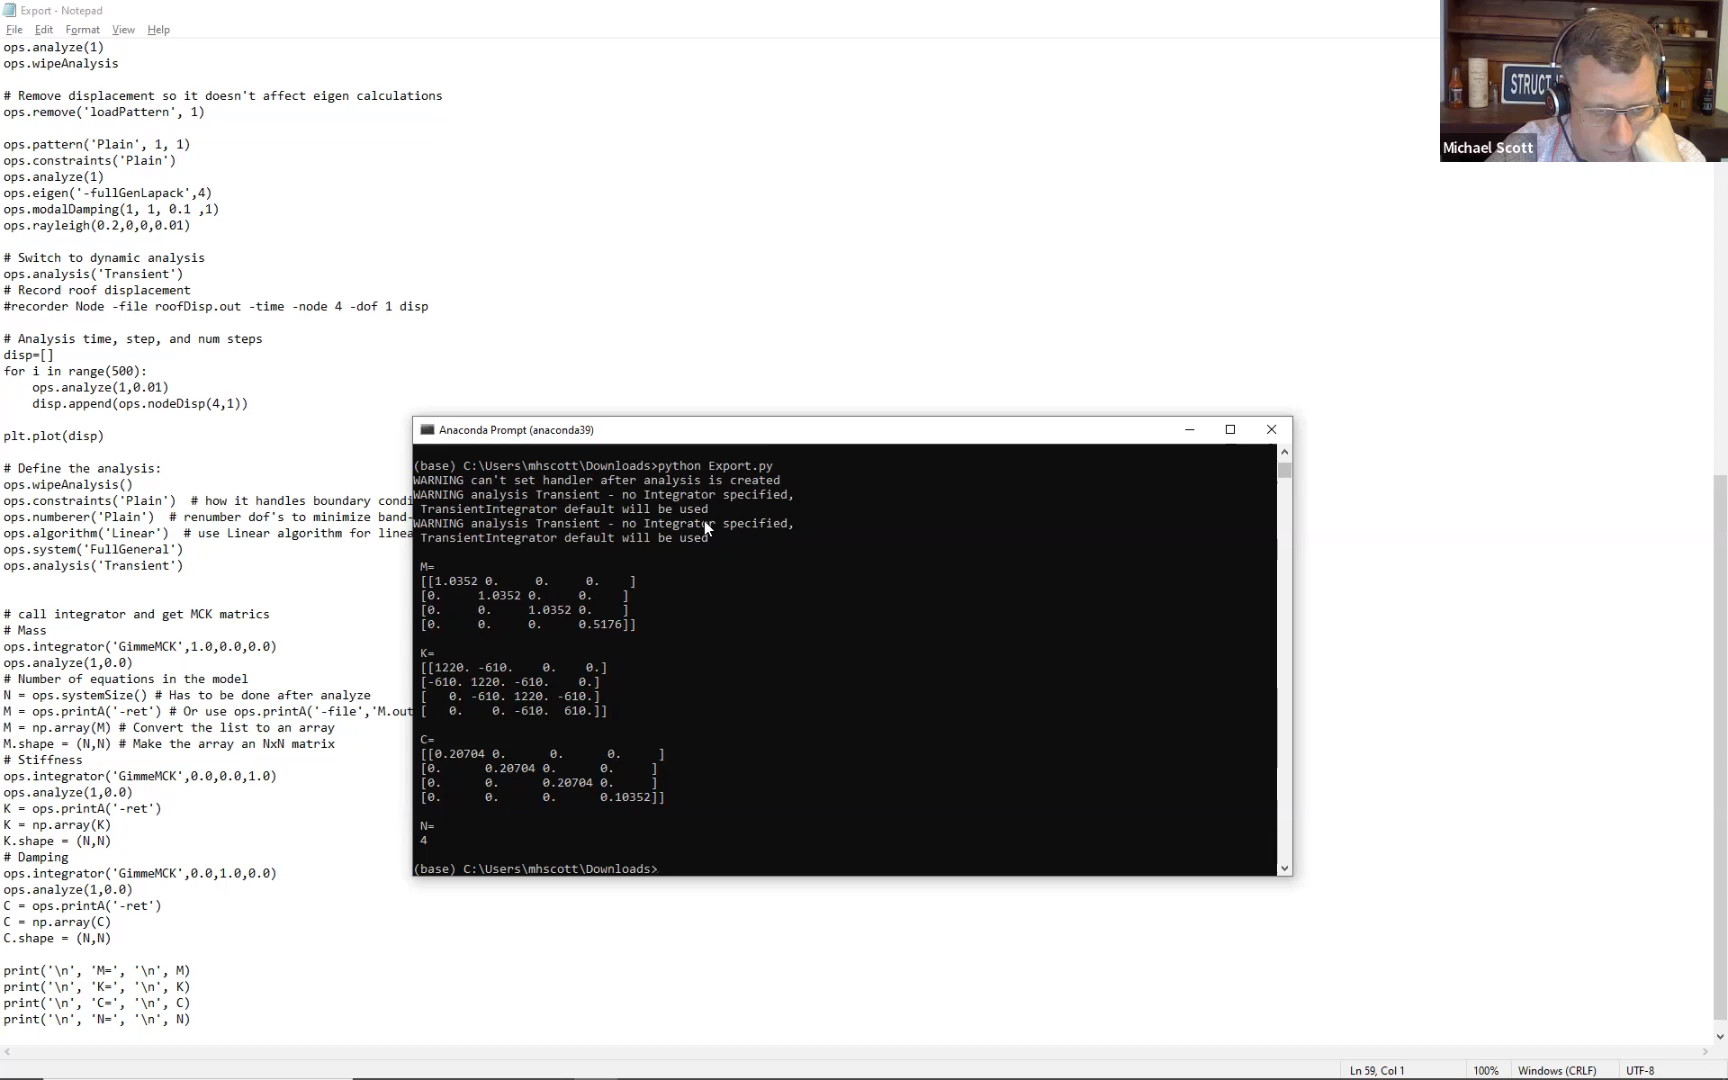 Export - Notepad
File Edit Format View Help
ops.analyze(1)
ops.wipeAnalysis
# Remove displacement so it doesn't affect eigen calculations
ops.remove('loadPattern', 1)
ops.pattern('Plain', 1, 1)
ops.constraints('Plain')
ops.analyze(1)
ops.eigen('-fullGenLapack',4)
ops.modalDamping(1, 1, 0.1 ,1)
ops.rayleigh(0.2,0,0,0.01)
# Switch to dynamic analysis
ops.analysis('Transient')
# Record roof displacement
#recorder Node -file roofDisp.out -time -node 4 -dof 1 disp
# Analysis time, step, and num steps
disp=[]
for i in range(500):
    ops.analyze(1,0.01)
    disp.append(ops.nodeDisp(4,1))
plt.plot(disp)
# Define the analysis:
ops.wipeAnalysis()
ops.constraints('Plain')  # how it handles boundary condi
ops.numberer('Plain')  # renumber dof's to minimize band-
ops.algorithm('Linear')  # use Linear algorithm for linea
ops.system('FullGeneral')
ops.analysis('Transient')
# call integrator and get MCK matrics
# Mass
ops.integrator('GimmeMCK',1.0,0.0,0.0)
ops.analyze(1,0.0)
# Number of equations in the model
N = ops.systemSize() # Has to be done after analyze
M = ops.printA('-ret') # Or use ops.printA('-file','M.out
M = np.array(M) # Convert the list to an array
M.shape = (N,N) # Make the array an NxN matrix
# Stiffness
ops.integrator('GimmeMCK',0.0,0.0,1.0)
ops.analyze(1,0.0)
K = ops.printA('-ret')
K = np.array(K)
K.shape = (N,N)
# Damping
ops.integrator('GimmeMCK',0.0,1.0,0.0)
ops.analyze(1,0.0)
C = ops.printA('-ret')
C = np.array(C)
C.shape = (N,N)
print('\n', 'M=', '\n', M)
print('\n', 'K=', '\n', K)
print('\n', 'C=', '\n', C)
print('\n', 'N=', '\n', N)
Anaconda Prompt (anaconda39)
(base) C:\Users\mhscott\Downloads>python Export.py
WARNING can't set handler after analysis is created
WARNING analysis Transient - no Integrator specified,
 TransientIntegrator default will be used
WARNING analysis Transient - no Integrator specified,
 TransientIntegrator default will be used
M=
[[1.0352 0.     0.     0.    ]
[0.     1.0352 0.     0.    ]
[0.     0.     1.0352 0.    ]
[0.     0.     0.     0.5176]]
K=
[[1220. -610.    0.    0.]
[-610. 1220. -610.    0.]
[   0. -610. 1220. -610.]
[   0.    0. -610.  610.]]
C=
[[0.20704 0.      0.      0.     ]
[0.      0.20704 0.      0.     ]
[0.      0.      0.20704 0.     ]
[0.      0.      0.      0.10352]]
N=
4
(base) C:\Users\mhscott\Downloads>
STRUCT
Michael Scott
Ln 59, Col 1 100% Windows (CRLF) UTF-8